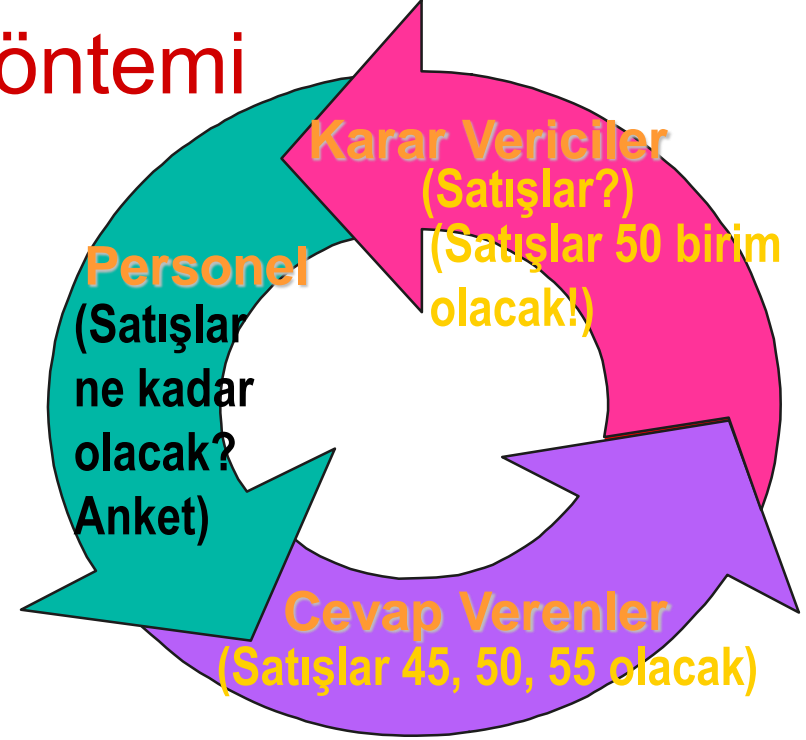 öntemi
Karar Vericiler
(Satışlar?)
(Satışlar 50 birim
olacak!)
Personel
(Satışlar
ne kadar
olacak?
Anket)
Cevap Verenler
(Satışlar 45, 50, 55 olacak)